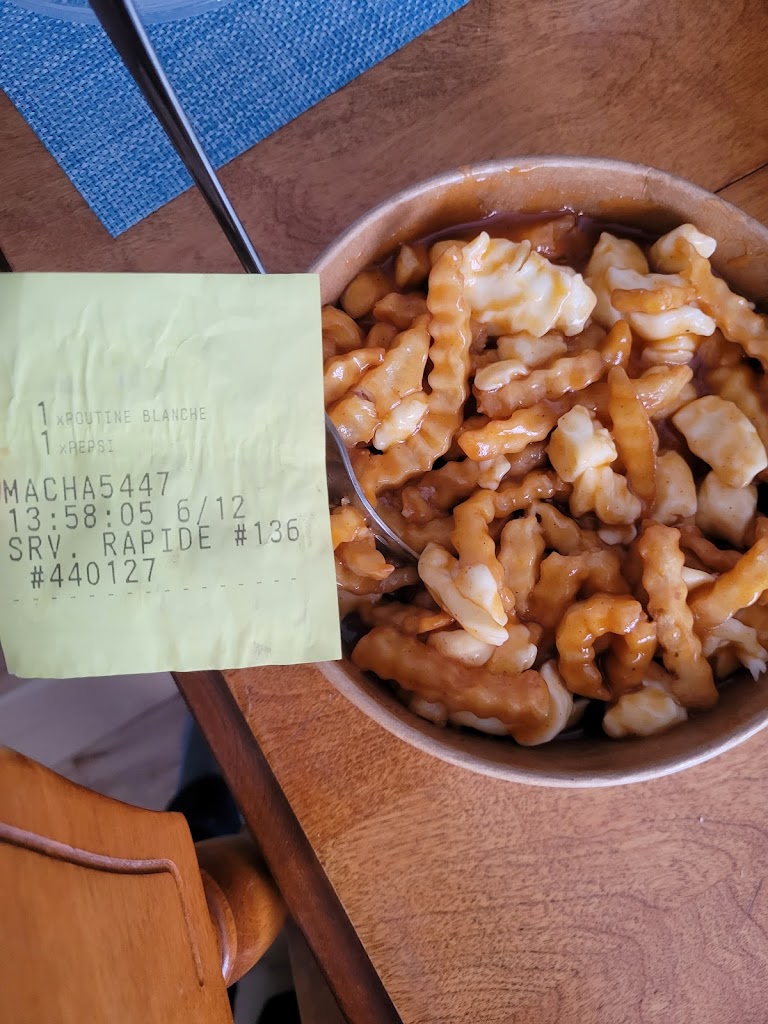 1 xPOUTINE BLANCHE
1 xPEPSI
MACHA5447
13:58:05 6/12
SRV. RAPIDE #136
#440127